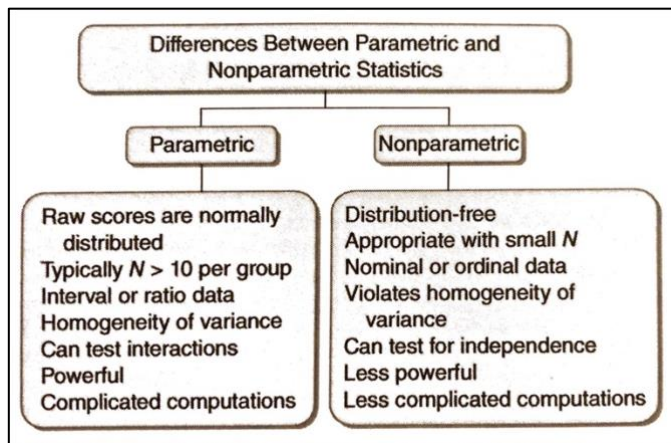 Differences Between Parametric and
Nonparametric Statistics
Parametric
Nonparametric
Raw scores are normally
distributed
Typically N > 10 per group
Interval or ratio data
Homogeneity of variance
Can test interactions
Powerful
Complicated computations
Distribution-free
Appropriate with small N
Nominal or ordinal data
Violates homogeneity of
variance
Can test for independence
Less powerful
Less complicated computations